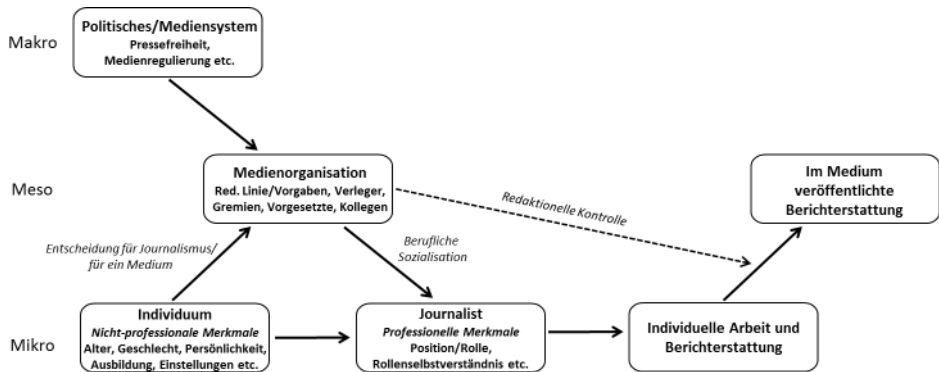 Makro
Politisches/Mediensystem
Pressefreiheit,
Medienregulierung etc.
Meso
Medienorganisation
Red. Linie/Vorgaben, Verleger,
Gremien, Vorgesetzte, Kollegen
Redaktionelle Kontrolle
Im Medium
veröffentlichte
Berichterstattung
Entscheidung für Journalismus/
für ein Medium
Berufliche
Sozialisation
Mikro
Individuum
Nicht-professionale Merkmale
Alter, Geschlecht, Persönlichkeit,
Ausbildung, Einstellungen etc.
Journalist
Professionelle Merkmale
Position/Rolle,
Rollenselbstverständnis etc.
Individuelle Arbeit und
Berichterstattung